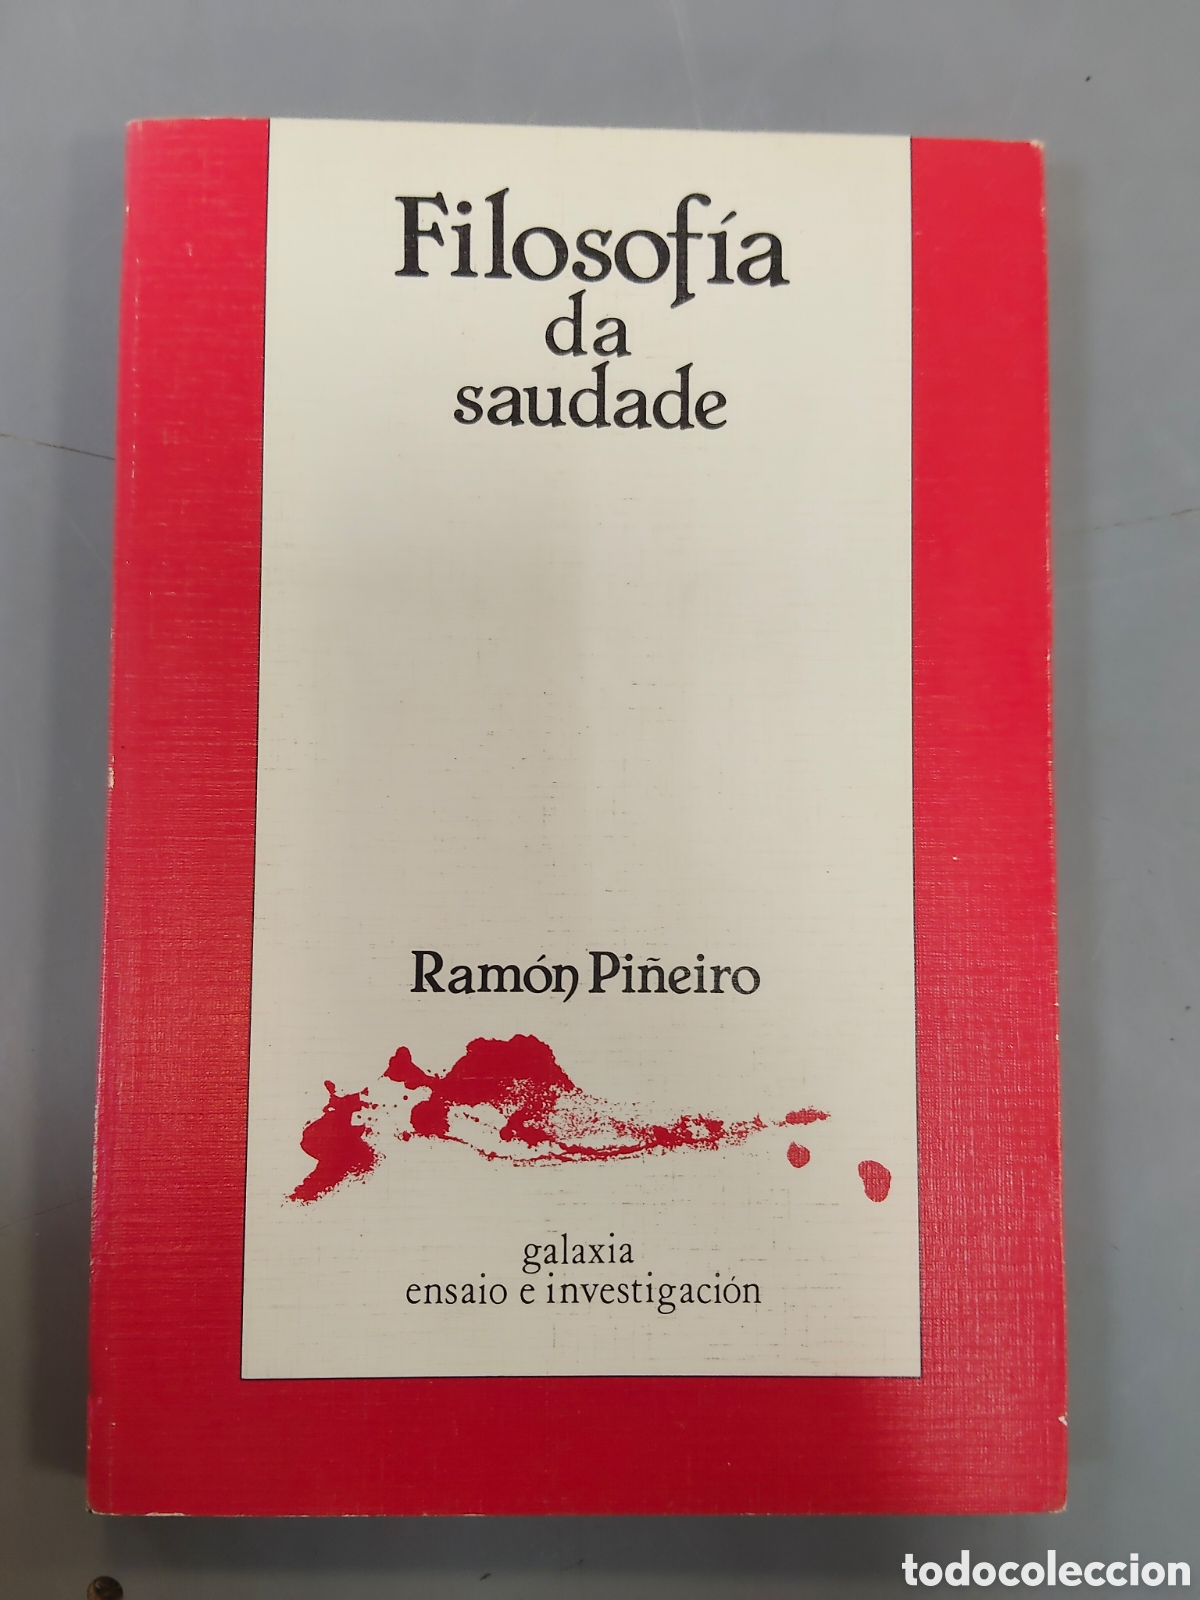 Filosofía
da
saudade
Ramón Piñeiro
galaxia
ensaio e investigación
todocoleccion